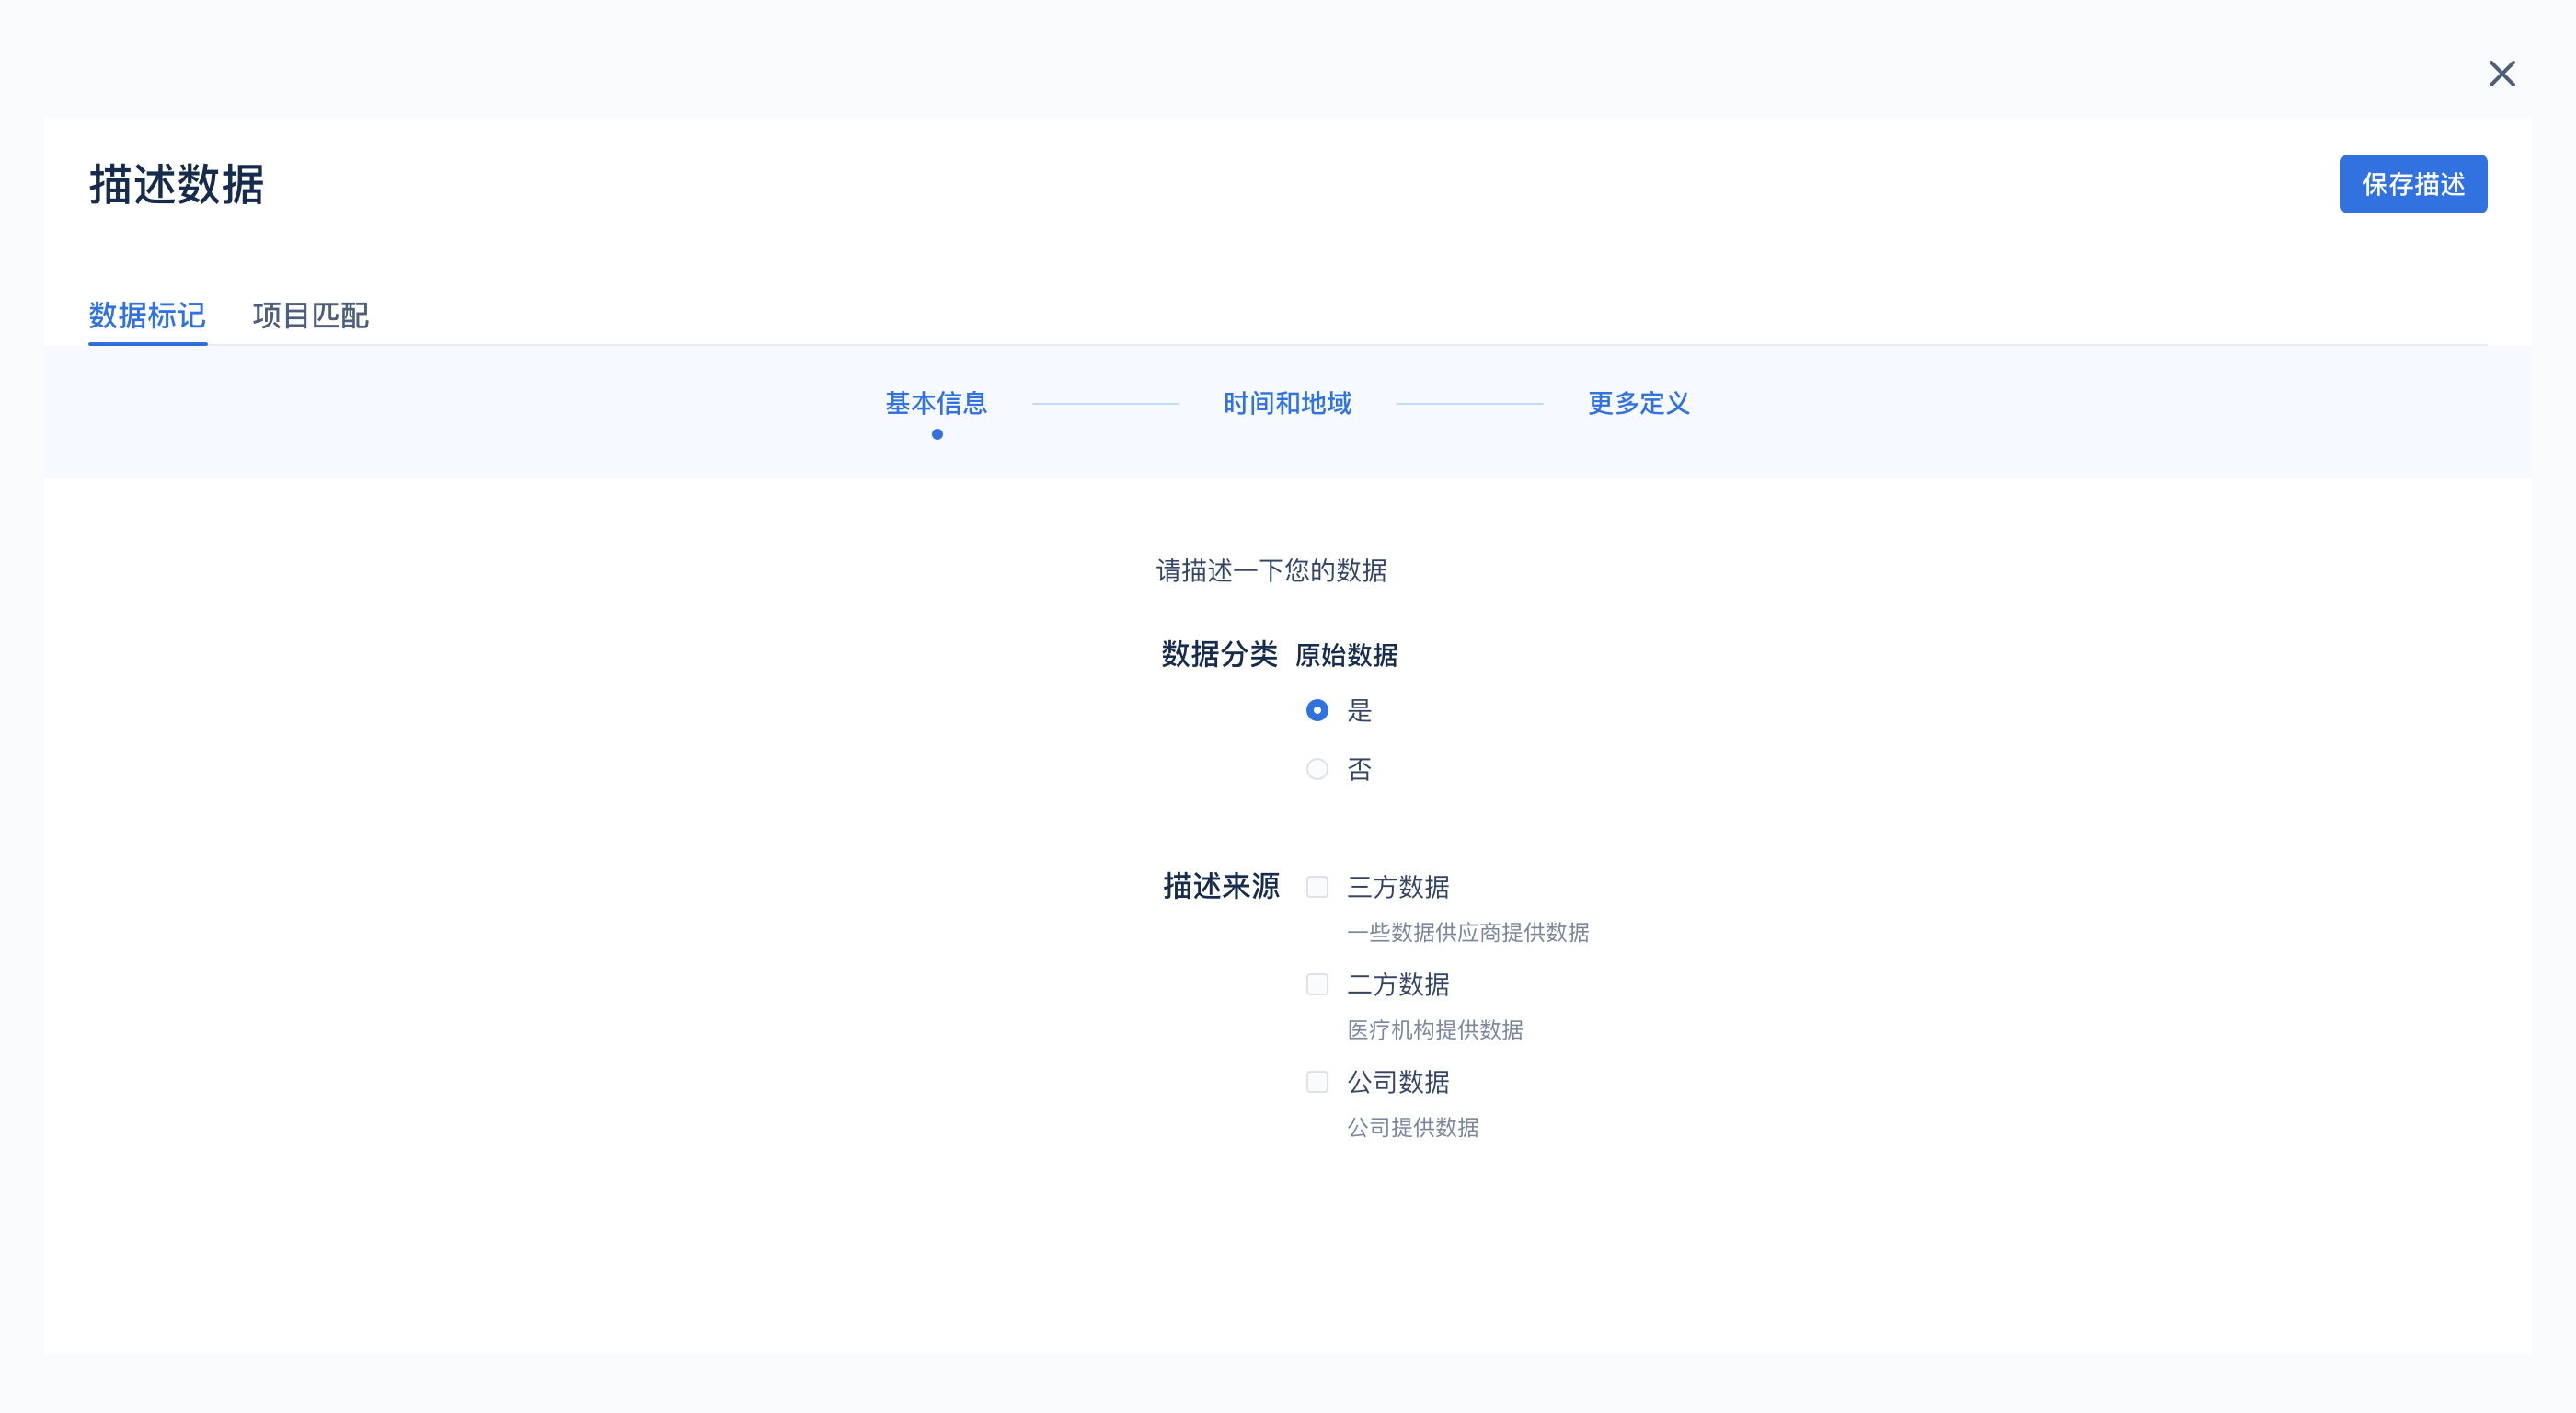 描述数据
保存描述
数据标记 项目匹配
基本信息 时间和地域 更多定义
请描述一下您的数据
数据分类 原始数据
是
否
描述来源 三方数据
一些数据供应商提供数据
二方数据
医疗机构提供数据
公司数据
公司提供数据